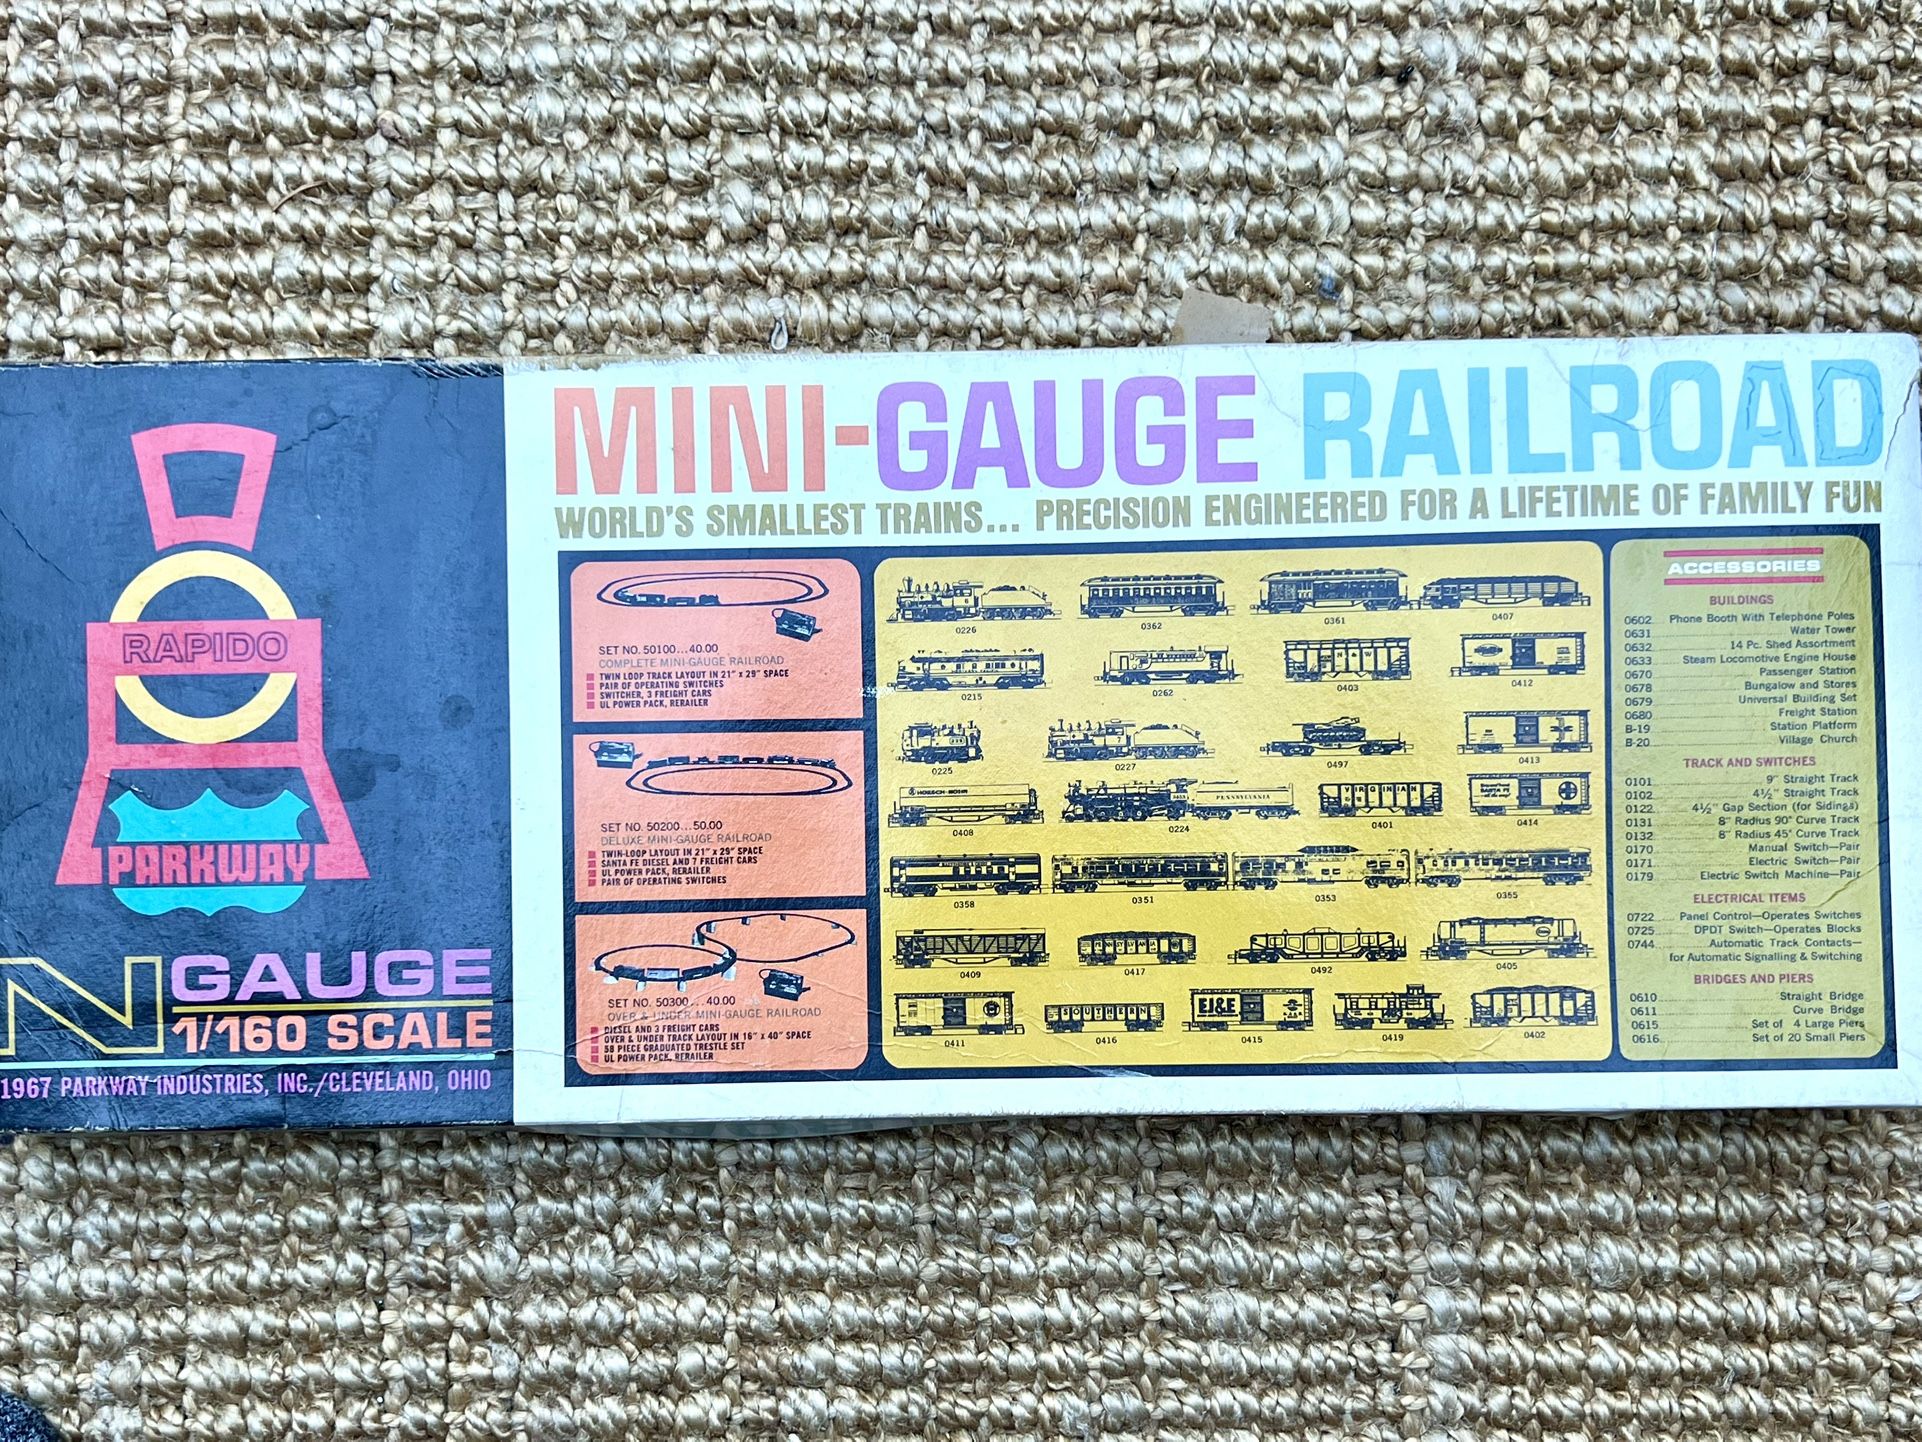 RAPIDO
PARKWAY
N GAUGE
1/160 SCALE
1967 PARKWAY INDUSTRIES, INC./CLEVELAND, OHIO
MINI-GAUGE RAILROAD
WORLD'S SMALLEST TRAINS... PRECISION ENGINEERED FOR A LIFETIME OF FAMILY FUN
SET NO. 50100...40.00
COMPLETE MINI-GAUGE RAILROAD
TWIN LOOP TRACK LAYOUT IN 21" x 29" SPACE
PAIR OF OPERATING SWITCHES
SWITCHER, 3 FREIGHT CARS
UL POWER PACK, RERAILER
SET NO. 50200...50.00
DELUXE MINI-GAUGE RAILROAD
TWIN-LOOP LAYOUT IN 21" x 29" SPACE
SANTA FE DIESEL AND 7 FREIGHT CARS
UL POWER PACK, RERAILER
PAIR OF OPERATING SWITCHES
SET NO. 50300...40.00
OVER & UNDER MINI-GAUGE RAILROAD
DIESEL AND 3 FREIGHT CARS
OVER & UNDER TRACK LAYOUT IN 16" x 40" SPACE
58 PIECE GRADUATED TRESTLE SET
UL POWER PACK, RERAILER
0226 0362 0361 0407
N & W
0215 0262 0403 0412
7
0225 0227 0497 0413
PENNSYLVANIA VIRGINIAN
0408 0224 0401 0414
0358 0351 0353 0365
PENNSYLVANIA
0409 0417 0492 0405
SOUTHERN EJ&E
0411 0416 0415 0419 0402
ACCESSORIES
BUILDINGS
0602 Phone Booth With Telephone Poles
0631 Water Tower
0632 14 Pc. Shed Assortment
0633 Steam Locomotive Engine House
0670 Passenger Station
0678 Bungalow and Stores
0679 Universal Building Set
0680 Freight Station
B-19 Station Platform
B-20 Village Church
TRACK AND SWITCHES
0101 9" Straight Track
0102 4½" Straight Track
0122 4½" Gap Section (for Sidings)
0131 8" Radius 90° Curve Track
0132 8" Radius 45° Curve Track
0170 Manual Switch—Pair
0171 Electric Switch—Pair
0179 Electric Switch Machine—Pair
ELECTRICAL ITEMS
0722 Panel Control—Operates Switches
0725 DPDT Switch—Operates Blocks
0744 Automatic Track Contacts—
for Automatic Signalling & Switching
BRIDGES AND PIERS
0610 Straight Bridge
0611 Curve Bridge
0615 Set of 4 Large Piers
0616 Set of 20 Small Piers